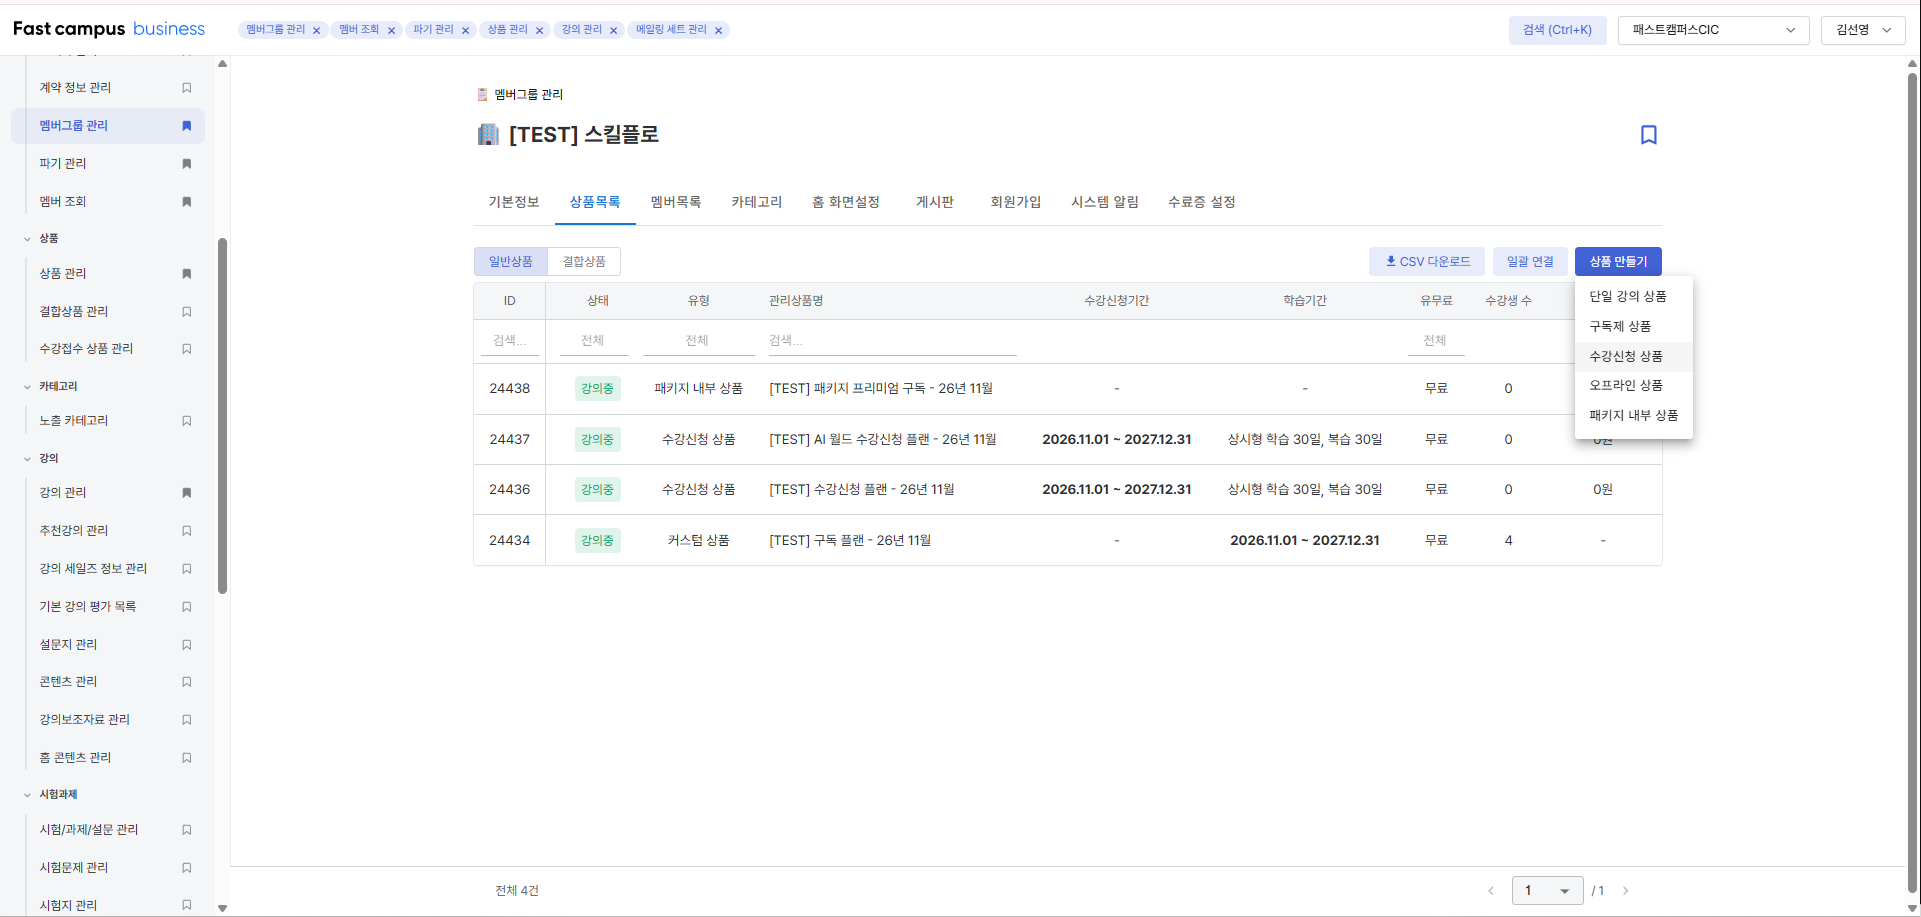 Fast campus business
멤버그룹 관리 ×
멤버 조회 ×
파기 관리 ×
상품 관리 ×
강의 관리 ×
메일링 세트 관리 ×
검색 (Ctrl+K)
패스트캠퍼스CIC
김선영
계약 정보 관리
멤버그룹 관리
파기 관리
멤버 조회
상품
상품 관리
결합상품 관리
수강접수 상품 관리
카테고리
노출 카테고리
강의
강의 관리
추천강의 관리
강의 세일즈 정보 관리
기본 강의 평가 목록
설문지 관리
콘텐츠 관리
강의보조자료 관리
홈 콘텐츠 관리
시험과제
시험/과제/설문 관리
시험문제 관리
시험지 관리
멤버그룹 관리
[TEST] 스킬플로
기본정보 상품목록 멤버목록 카테고리 홈 화면설정 게시판 회원가입 시스템 알림 수료증 설정
일반상품 결합상품
CSV 다운로드 일괄 연결 상품 만들기
단일 강의 상품
구독제 상품
수강신청 상품
오프라인 상품
패키지 내부 상품
ID 상태 유형 관리상품명 수강신청기간 학습기간 유무료 수강생 수
검색... 전체 전체 검색... 전체
24438 강의중 패키지 내부 상품 [TEST] 패키지 프리미엄 구독 - 26년 11월 - - 무료 0
24437 강의중 수강신청 상품 [TEST] AI 월드 수강신청 플랜 - 26년 11월 2026.11.01 ~ 2027.12.31 상시형 학습 30일, 복습 30일 무료 0 0원
24436 강의중 수강신청 상품 [TEST] 수강신청 플랜 - 26년 11월 2026.11.01 ~ 2027.12.31 상시형 학습 30일, 복습 30일 무료 0 0원
24434 강의중 커스텀 상품 [TEST] 구독 플랜 - 26년 11월 - 2026.11.01 ~ 2027.12.31 무료 4 -
전체 4건
1 / 1